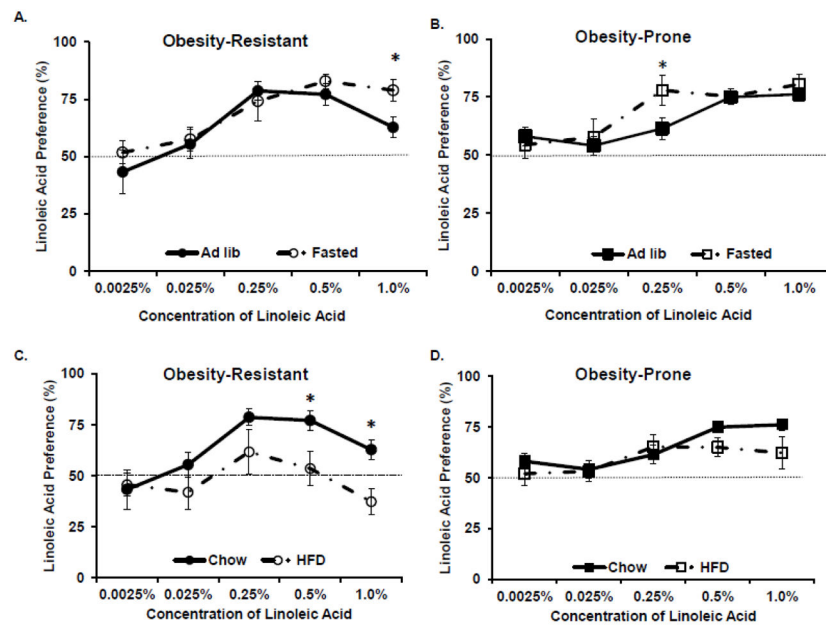 A.
Obesity-Resistant
Linoleic Acid Preference (%)
100
75
50
25
0
*
Ad lib
Fasted
0.0025%
0.025%
0.25%
0.5%
1.0%
Concentration of Linoleic Acid
B.
Obesity-Prone
Linoleic Acid Preference (%)
100
75
50
25
0
*
Ad lib
Fasted
0.0025%
0.025%
0.25%
0.5%
1.0%
Concentration of Linoleic Acid
C.
Obesity-Resistant
Linoleic Acid Preference (%)
100
75
50
25
0
*
*
Chow
HFD
0.0025%
0.025%
0.25%
0.5%
1.0%
Concentration of Linoleic Acid
D.
Obesity-Prone
Linoleic Acid Preference (%)
100
75
50
25
0
Chow
HFD
0.0025%
0.025%
0.25%
0.5%
1.0%
Concentration of Linoleic Acid